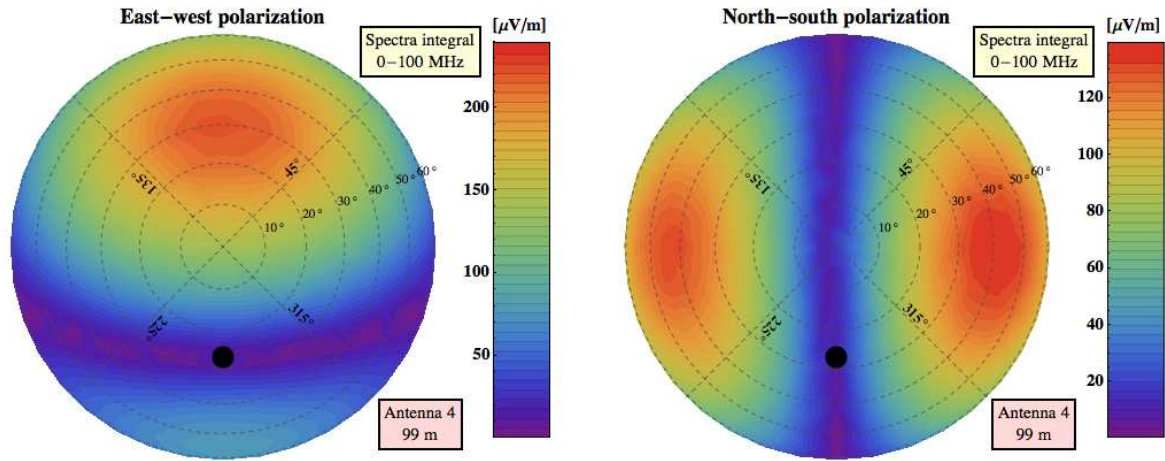 East−west polarization
[μV/m]
Spectra integral
0−100 MHz
200
150
100
50
135°
45°
225°
315°
10°
20°
30°
40°
50°
60°
Antenna 4
99 m
North−south polarization
[μV/m]
Spectra integral
0−100 MHz
120
100
80
60
40
20
135°
45°
225°
315°
10°
20°
30°
40°
50°
60°
Antenna 4
99 m